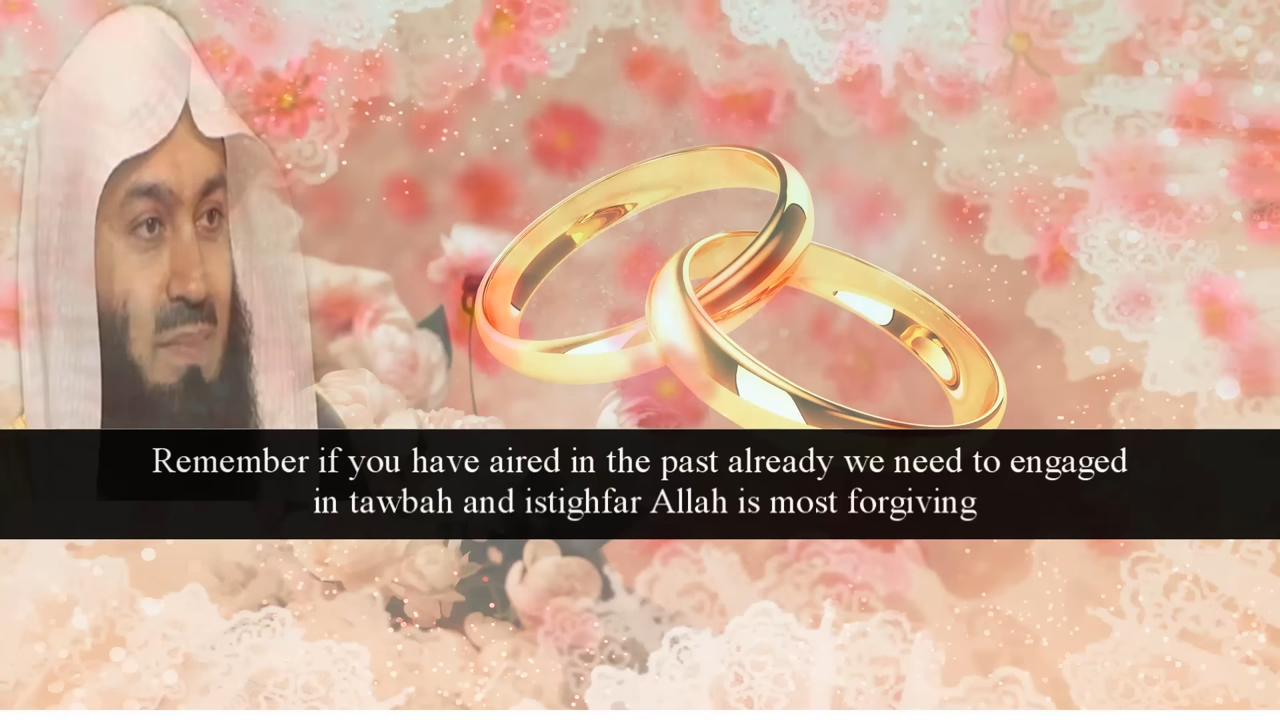 Remember if you have aired in the past already we need to engaged
in tawbah and istighfar Allah is most forgiving